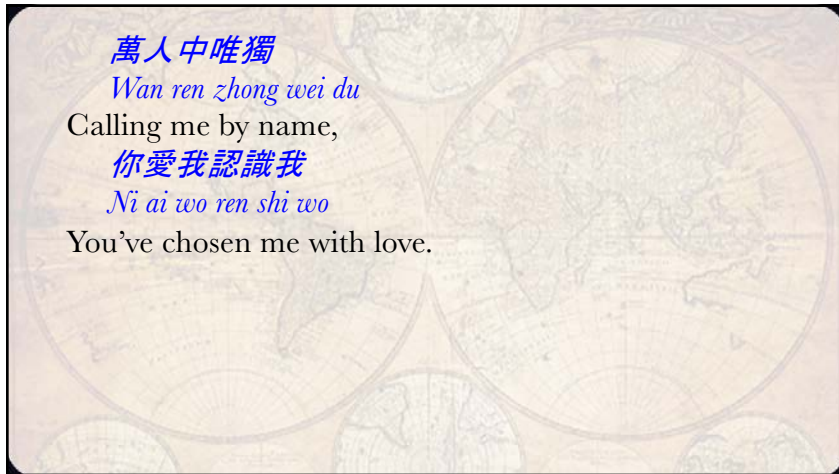 萬人中唯獨
Wan ren zhong wei du
Calling me by name,
你愛我認識我
Ni ai wo ren shi wo
You’ve chosen me with love.